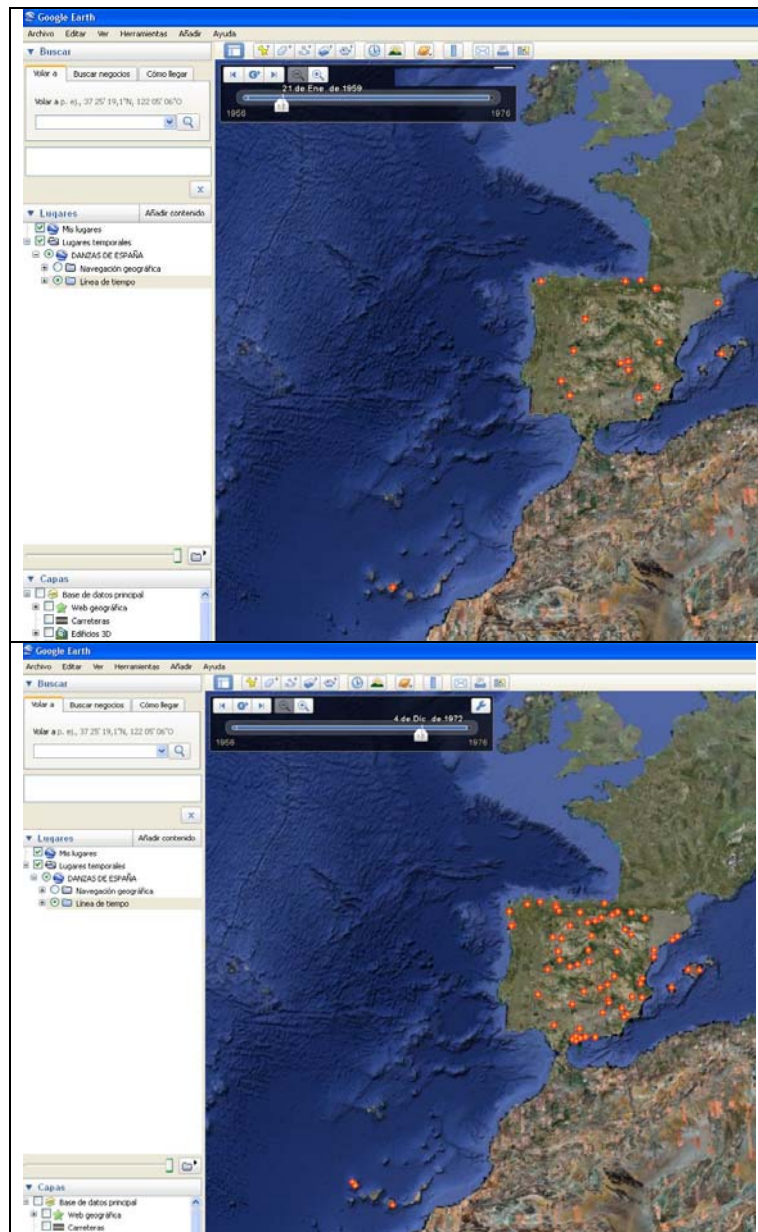 Google Earth
Archivo Editar Ver Herramientas Añadir Ayuda
Buscar
Volar a Buscar negocios Cómo llegar
Volar a p. ej., 37 25' 19,1"N, 122 05' 06"O
21 de Ene. de 1959
1956 1976
Lugares Añadir contenido
Mis lugares
Lugares temporales
DANZAS DE ESPAÑA
Navegación geográfica
Línea de tiempo
Capas
Base de datos principal
Web geográfica
Carreteras
Edificios 3D
Google Earth
Archivo Editar Ver Herramientas Añadir Ayuda
Buscar
Volar a Buscar negocios Cómo llegar
Volar a p. ej., 37 25' 19,1"N, 122 05' 06"O
4 de Dic. de 1972
1956 1976
Lugares Añadir contenido
Mis lugares
Lugares temporales
DANZAS DE ESPAÑA
Navegación geográfica
Línea de tiempo
Capas
Base de datos principal
Web geográfica
Carreteras